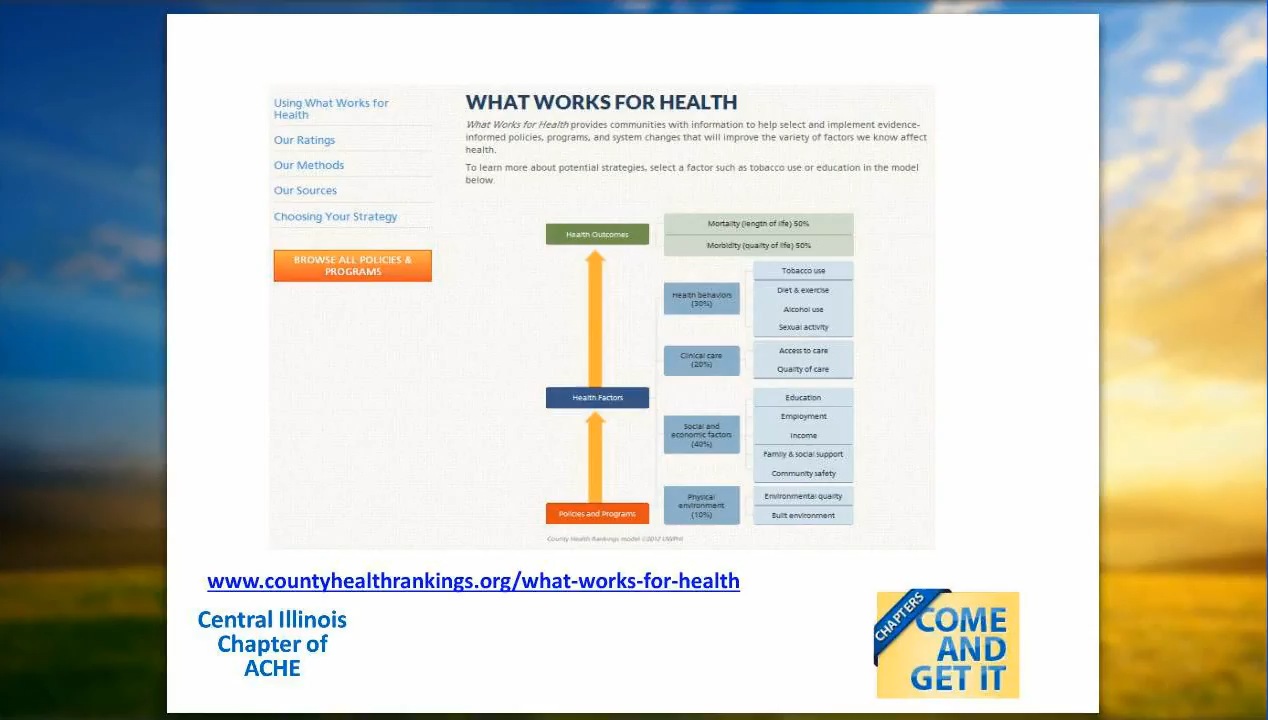 Using What Works for
Health
Our Ratings
Our Methods
Our Sources
Choosing Your Strategy
BROWSE ALL POLICIES &
PROGRAMS
WHAT WORKS FOR HEALTH
What Works for Health provides communities with information to help select and implement evidence-
informed policies, programs, and system changes that will improve the variety of factors we know affect
health.
To learn more about potential strategies, select a factor such as tobacco use or education in the model
below.
Health Outcomes
Mortality (length of life) 50%
Morbidity (quality of life) 50%
Health behaviors
(30%)
Tobacco use
Diet & exercise
Alcohol use
Sexual activity
Clinical care
(20%)
Access to care
Quality of care
Health Factors
Social and
economic factors
(40%)
Education
Employment
Income
Family & social support
Community safety
Policies and Programs
Physical
environment
(10%)
Environmental quality
Built environment
County Health Rankings model ©2012 UWPHI
www.countyhealthrankings.org/what-works-for-health
Central Illinois
Chapter of
ACHE
CHAPTERS
COME
AND
GET IT